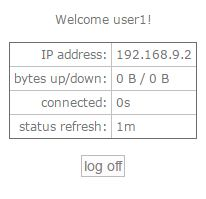 Welcome user1!
IP address: 192.168.9.2
bytes up/down: 0 B / 0 B
connected: 0s
status refresh: 1m
log off